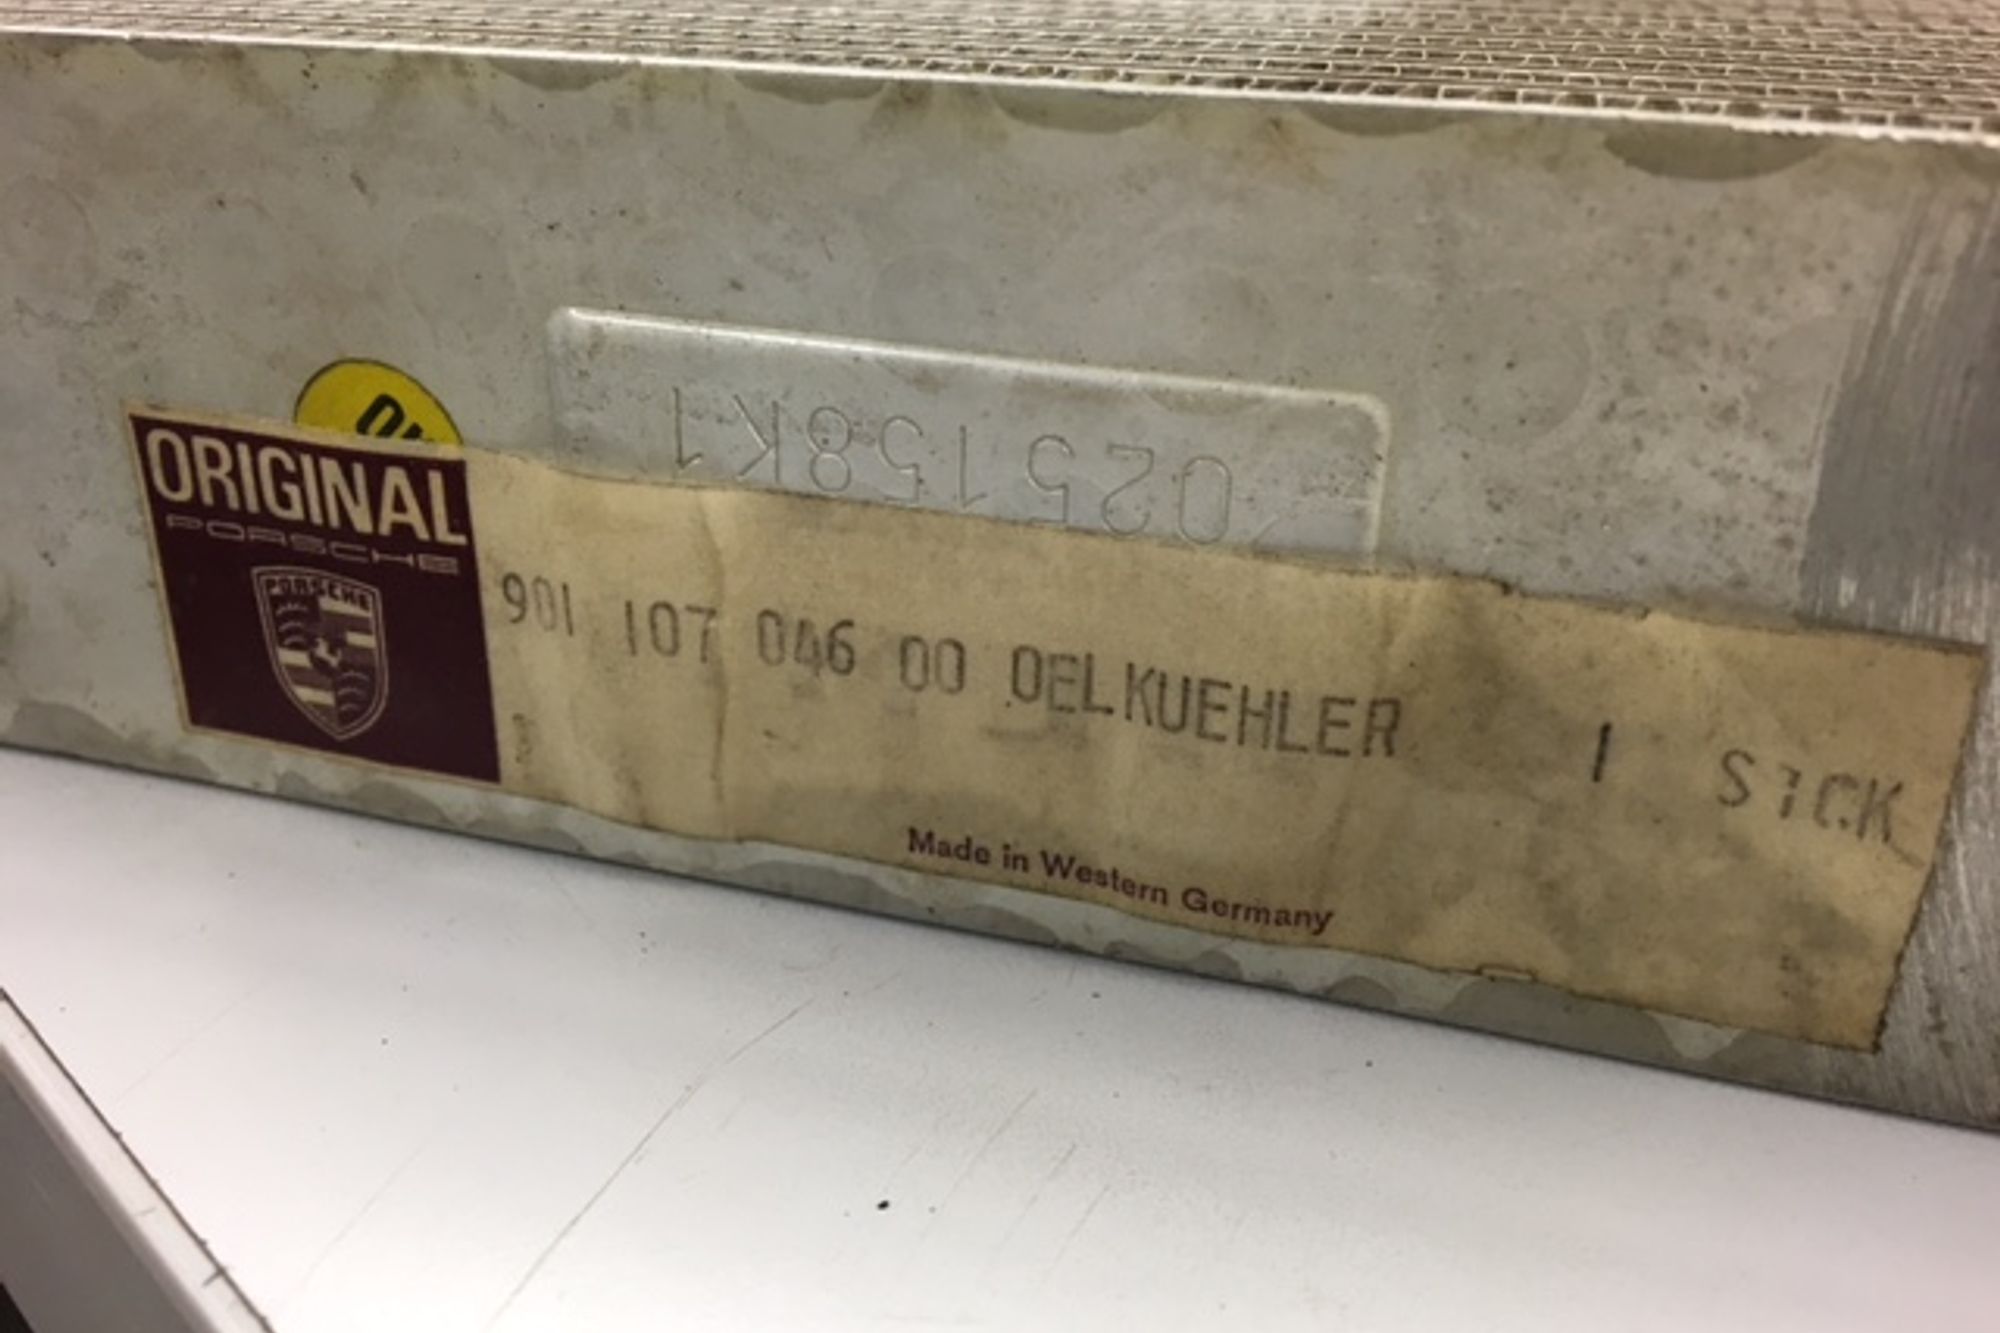 025158K1
ORIGINAL
PORSCHE
PORSCHE
901 107 046 00 OELKUEHLER 1 STCK
Made in Western Germany